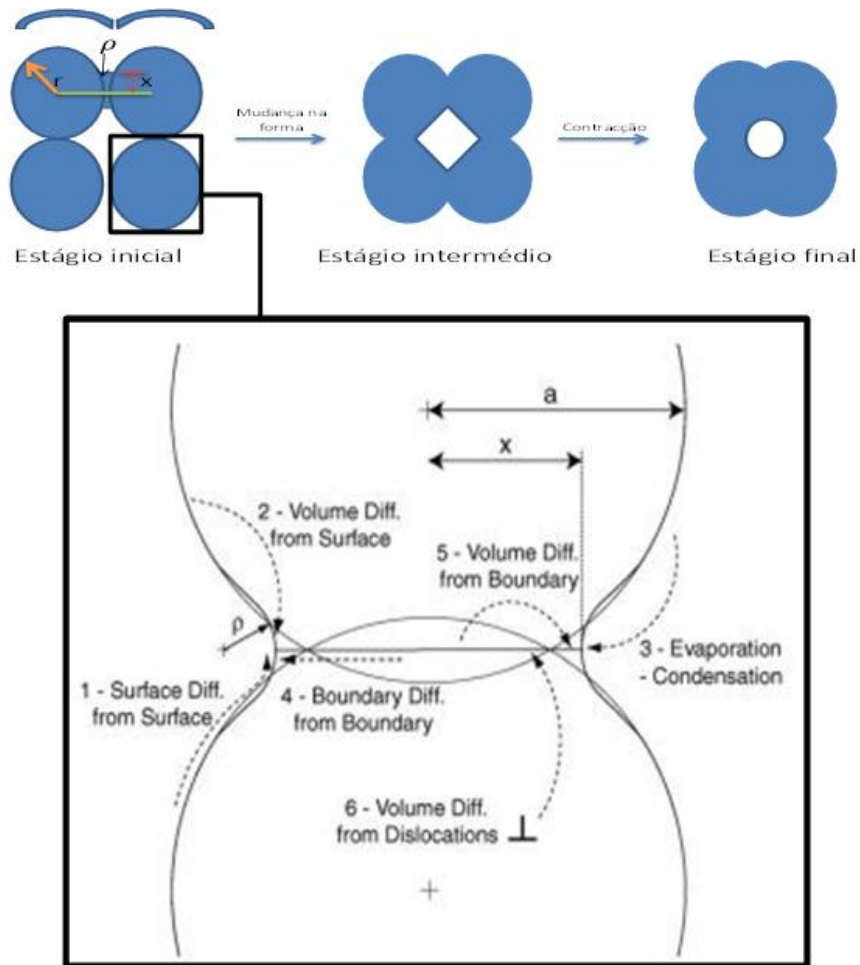 ρ
r
x
Mudança na
forma
Contracção
Estágio inicial
Estágio intermédio
Estágio final
a
x
2 - Volume Diff.
from Surface
5 - Volume Diff.
from Boundary
ρ
3 - Evaporation
- Condensation
1 - Surface Diff.
from Surface
4 - Boundary Diff.
from Boundary
6 - Volume Diff.
from Dislocations ⊥